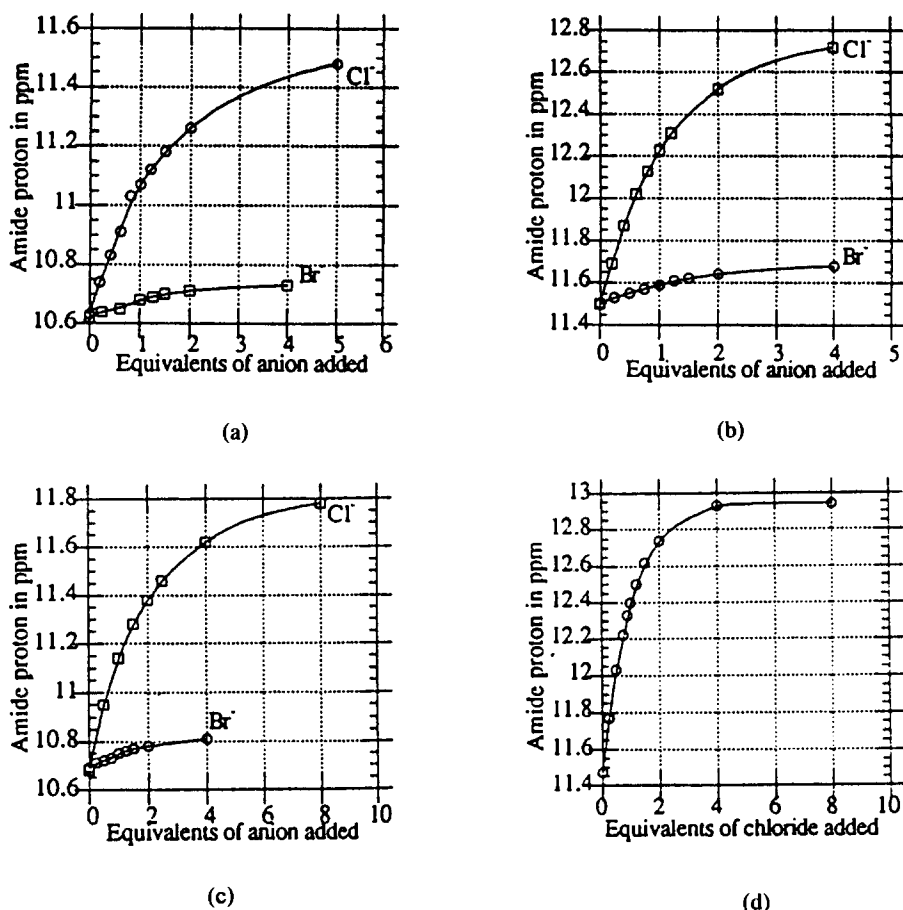 Amide proton in ppm
11.6
11.4
11.2
11
10.8
10.6
Cl-
Br-
0 1 2 3 4 5 6
Equivalents of anion added
(a)
Amide proton in ppm
12.8
12.6
12.4
12.2
12
11.8
11.6
11.4
Cl-
Br-
0 1 2 3 4 5
Equivalents of anion added
(b)
Amide proton in ppm
11.8
11.6
11.4
11.2
11
10.8
10.6
Cl-
Br-
0 2 4 6 8 10
Equivalents of anion added
(c)
Amide proton in ppm
13
12.8
12.6
12.4
12.2
12
11.8
11.6
11.4
0 2 4 6 8 10
Equivalents of chloride added
(d)